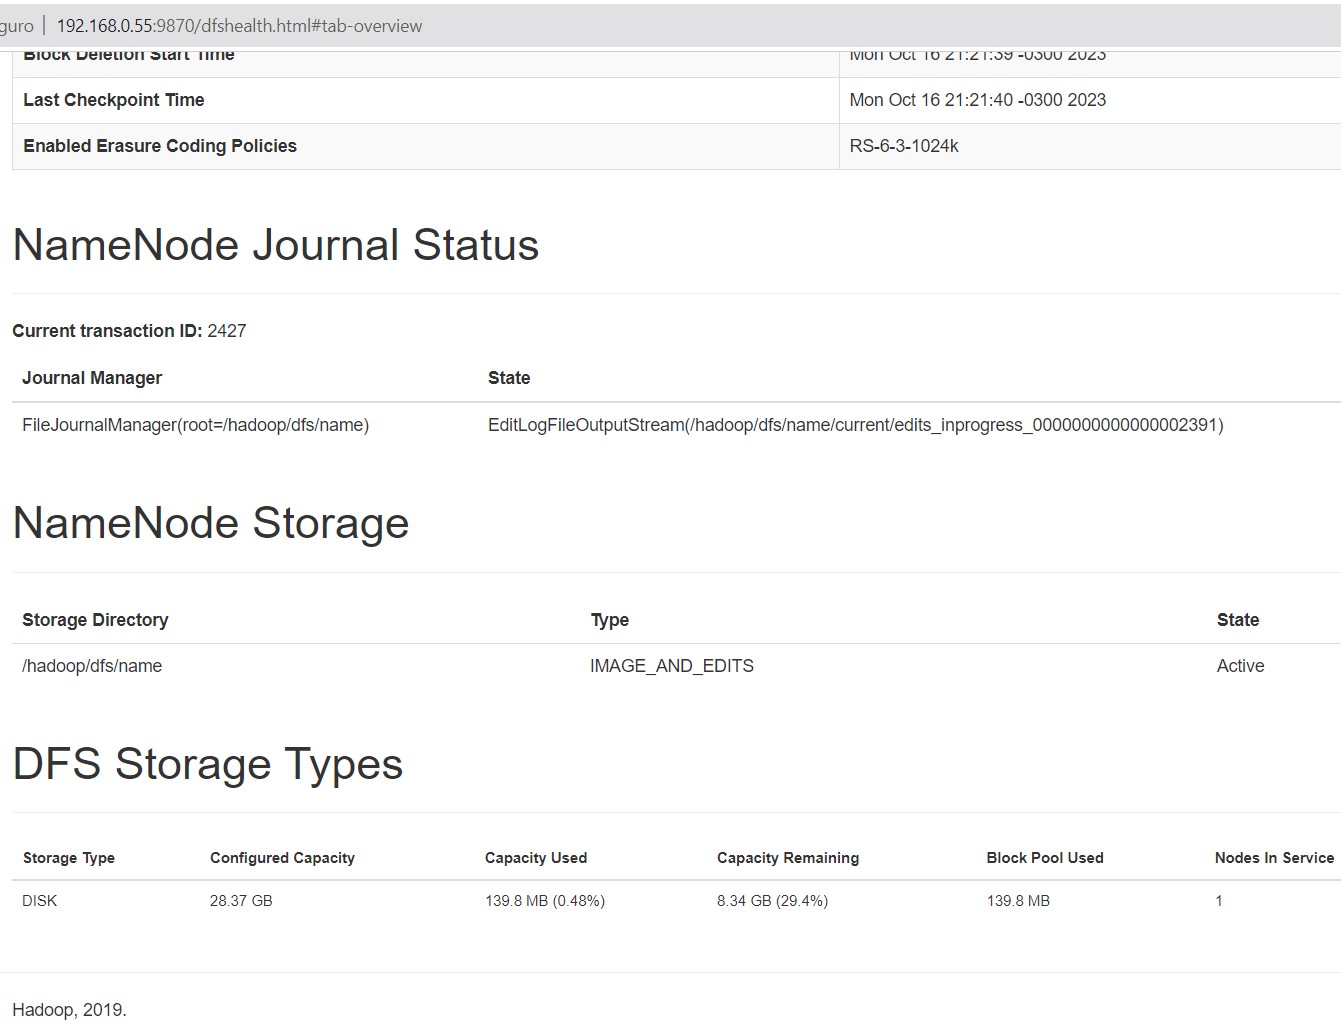 guro | 192.168.0.55:9870/dfshealth.html#tab-overview
Block Deletion Start Time Mon Oct 16 21:21:39 -0300 2023
Last Checkpoint Time Mon Oct 16 21:21:40 -0300 2023
Enabled Erasure Coding Policies RS-6-3-1024k
NameNode Journal Status
Current transaction ID: 2427
Journal Manager State
FileJournalManager(root=/hadoop/dfs/name) EditLogFileOutputStream(/hadoop/dfs/name/current/edits_inprogress_0000000000000002391)
NameNode Storage
Storage Directory Type State
/hadoop/dfs/name IMAGE_AND_EDITS Active
DFS Storage Types
Storage Type Configured Capacity Capacity Used Capacity Remaining Block Pool Used Nodes In Service
DISK 28.37 GB 139.8 MB (0.48%) 8.34 GB (29.4%) 139.8 MB 1
Hadoop, 2019.